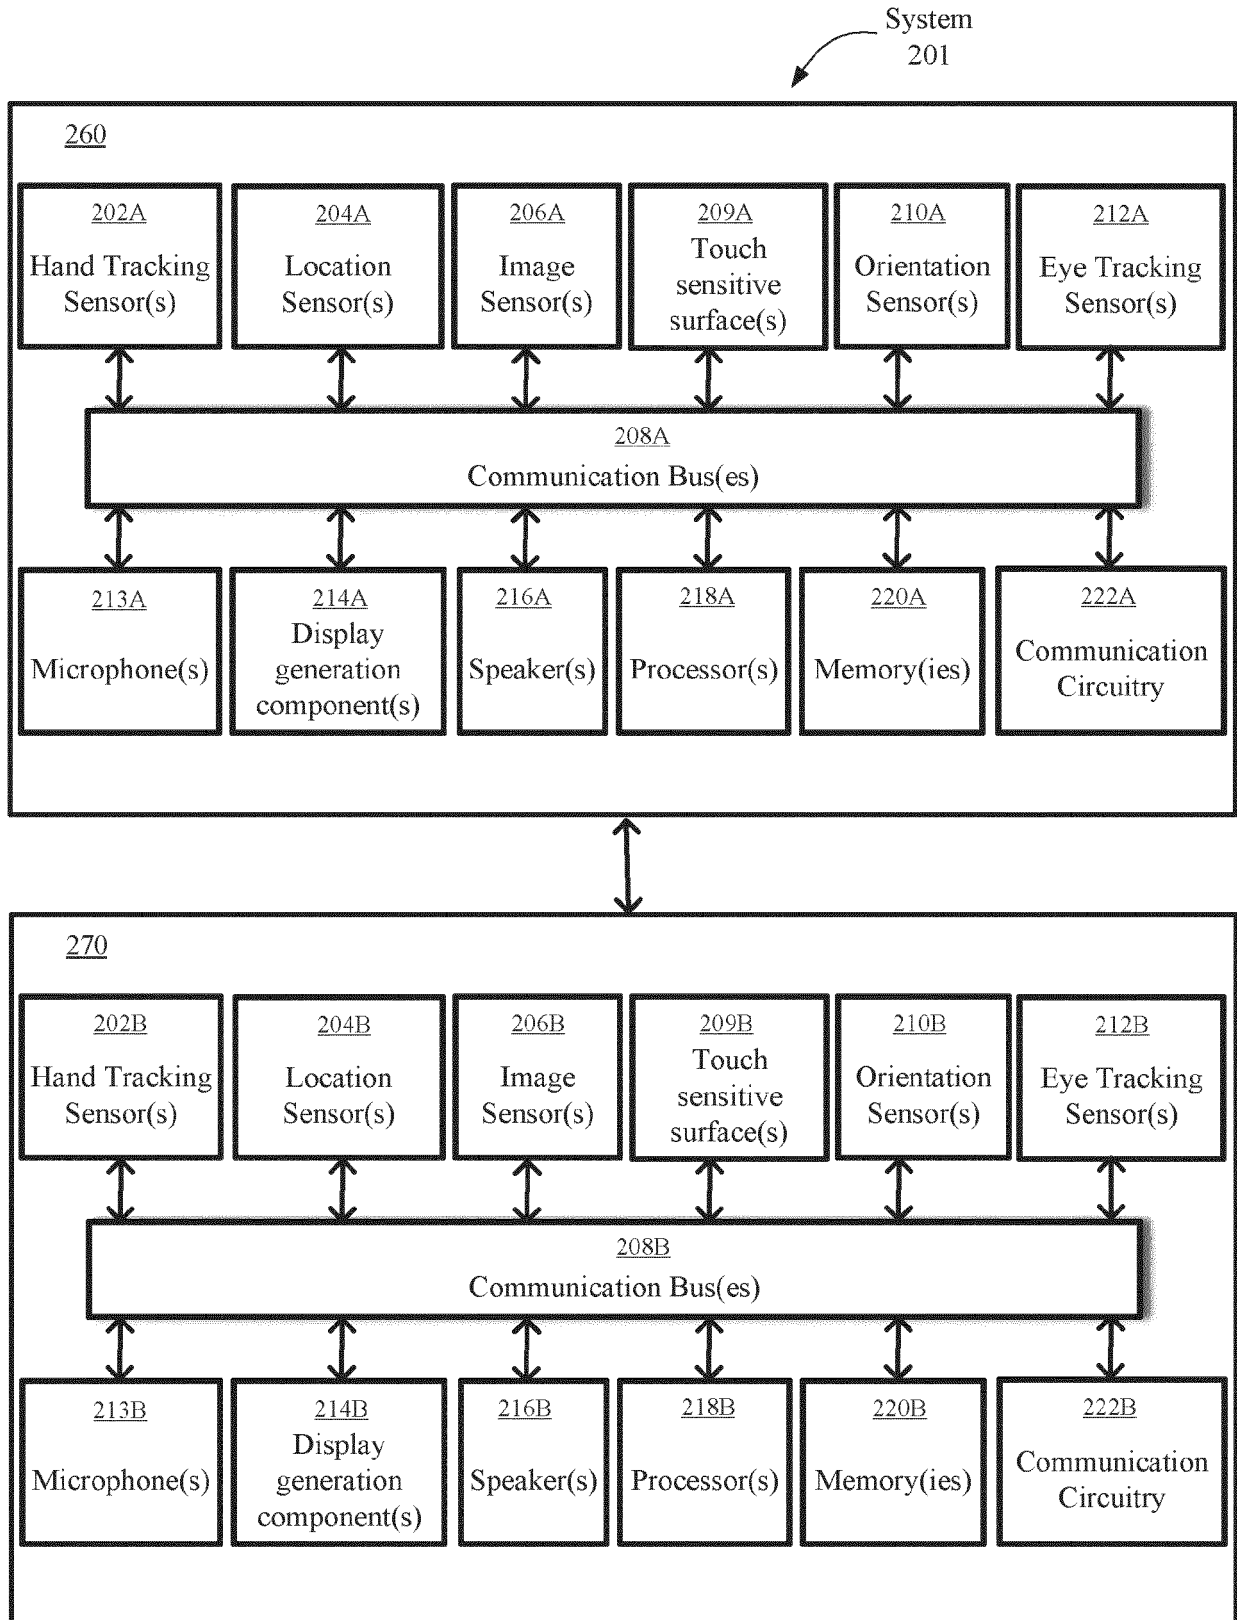 System
201
260
202A
Hand Tracking
Sensor(s)
204A
Location
Sensor(s)
206A
Image
Sensor(s)
209A
Touch
sensitive
surface(s)
210A
Orientation
Sensor(s)
212A
Eye Tracking
Sensor(s)
208A
Communication Bus(es)
213A
Microphone(s)
214A
Display
generation
component(s)
216A
Speaker(s)
218A
Processor(s)
220A
Memory(ies)
222A
Communication
Circuitry
270
202B
Hand Tracking
Sensor(s)
204B
Location
Sensor(s)
206B
Image
Sensor(s)
209B
Touch
sensitive
surface(s)
210B
Orientation
Sensor(s)
212B
Eye Tracking
Sensor(s)
208B
Communication Bus(es)
213B
Microphone(s)
214B
Display
generation
component(s)
216B
Speaker(s)
218B
Processor(s)
220B
Memory(ies)
222B
Communication
Circuitry